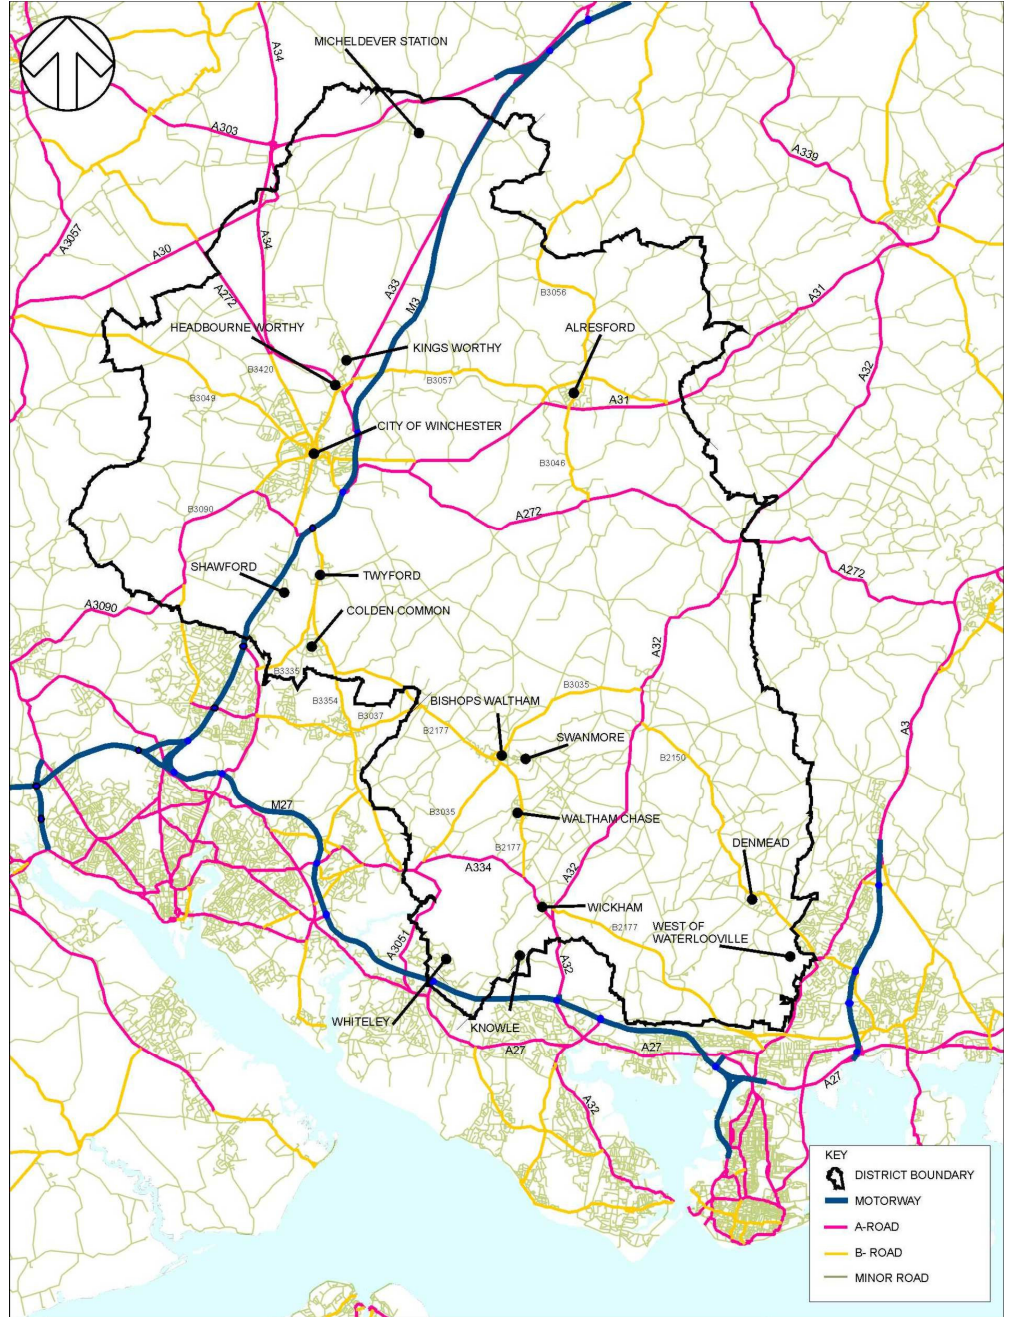 MICHELDEVER STATION
A34
A303
A339
A3057
A30
A34
A272
A33
M3
B3056
A31
HEADBOURNE WORTHY
ALRESFORD
KINGS WORTHY
B3420
B3057
A32
B3049
A31
CITY OF WINCHESTER
B3046
B3090
A272
SHAWFORD
TWYFORD
A272
A3090
COLDEN COMMON
A32
B3335
B3354
BISHOPS WALTHAM
B3035
B3037
B2177
A3
SWANMORE
B2150
M27
B3035
WALTHAM CHASE
B2177
DENMEAD
A334
A32
WICKHAM
B2177
WEST OF
WATERLOOVILLE
A3051
A32
WHITELEY
KNOWLE
A27
A27
A27
A32
KEY
DISTRICT BOUNDARY
MOTORWAY
A-ROAD
B- ROAD
MINOR ROAD